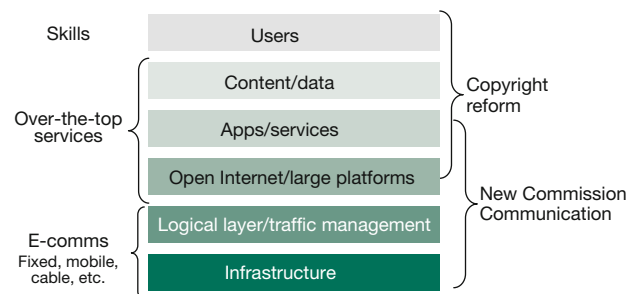 Skills
Users
Content/data
Copyright
reform
Over-the-top
services
Apps/services
Open Internet/large platforms
New Commission
Communication
Logical layer/traffic management
E-comms
Fixed, mobile,
cable, etc.
Infrastructure